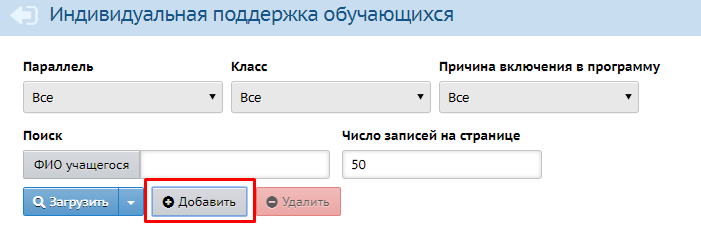 Индивидуальная поддержка обучающихся
Параллель Класс Причина включения в программу
Все Все Все
Поиск Число записей на странице
ФИО учащегося 50
Загрузить Добавить Удалить